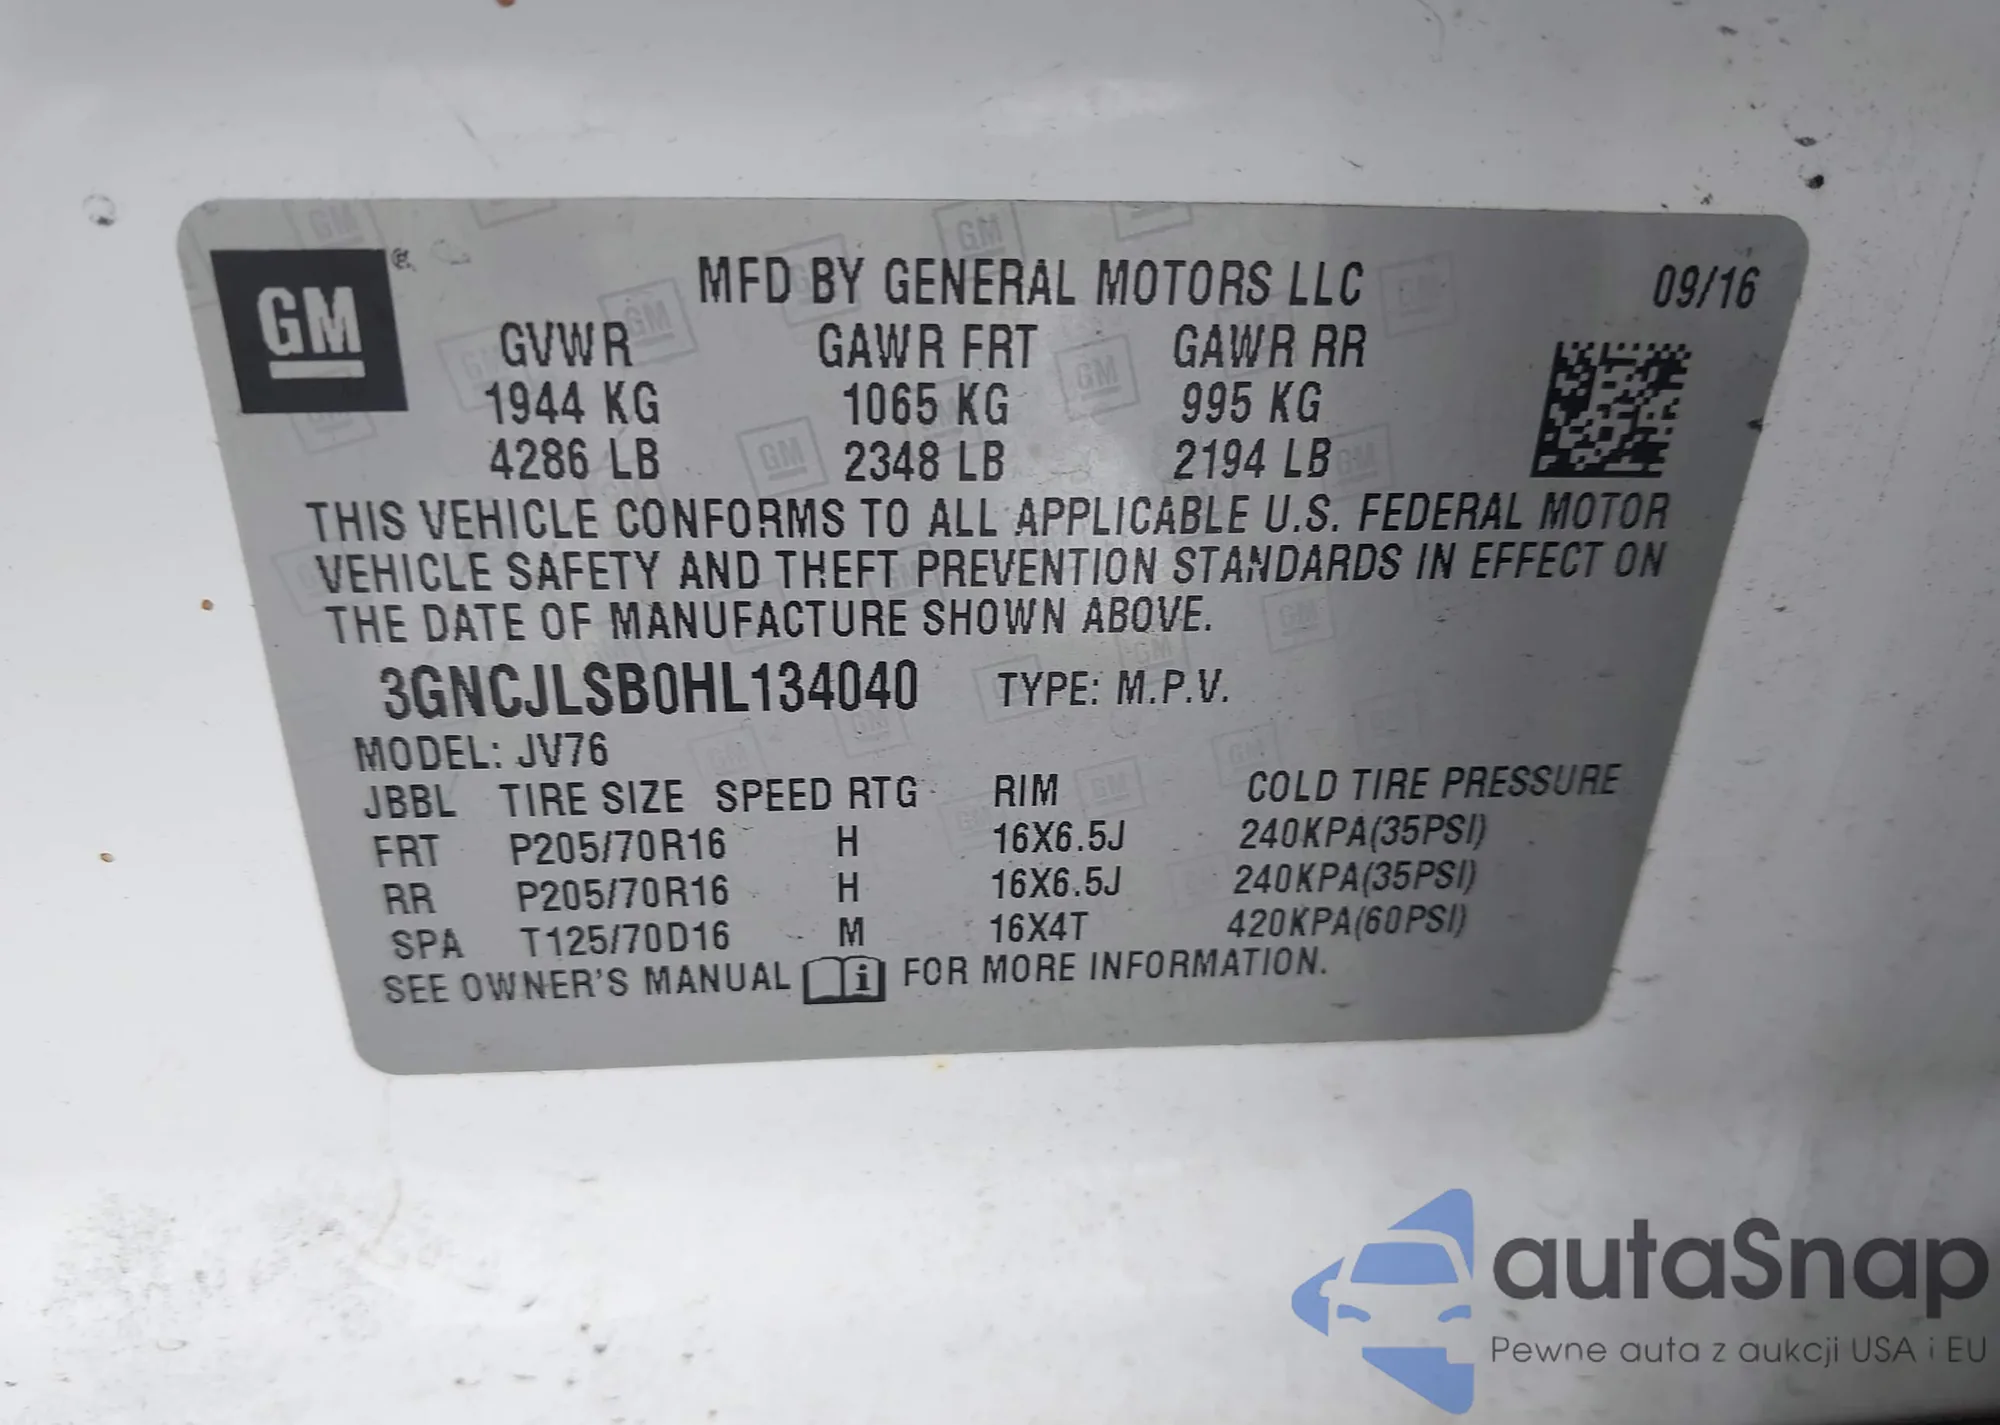 GM
MFD BY GENERAL MOTORS LLC 09/16
GVWR GAWR FRT GAWR RR
1944 KG 1065 KG 995 KG
4286 LB 2348 LB 2194 LB
THIS VEHICLE CONFORMS TO ALL APPLICABLE U.S. FEDERAL MOTOR
VEHICLE SAFETY AND THEFT PREVENTION STANDARDS IN EFFECT ON
THE DATE OF MANUFACTURE SHOWN ABOVE.
3GNCJLSB0HL134040 TYPE: M.P.V.
MODEL: JV76
JBBL TIRE SIZE SPEED RTG RIM COLD TIRE PRESSURE
FRT P205/70R16 H 16X6.5J 240KPA(35PSI)
RR P205/70R16 H 16X6.5J 240KPA(35PSI)
SPA T125/70D16 M 16X4T 420KPA(60PSI)
SEE OWNER'S MANUAL i FOR MORE INFORMATION.
autaSnap
Pewne auta z aukcji USA i EU